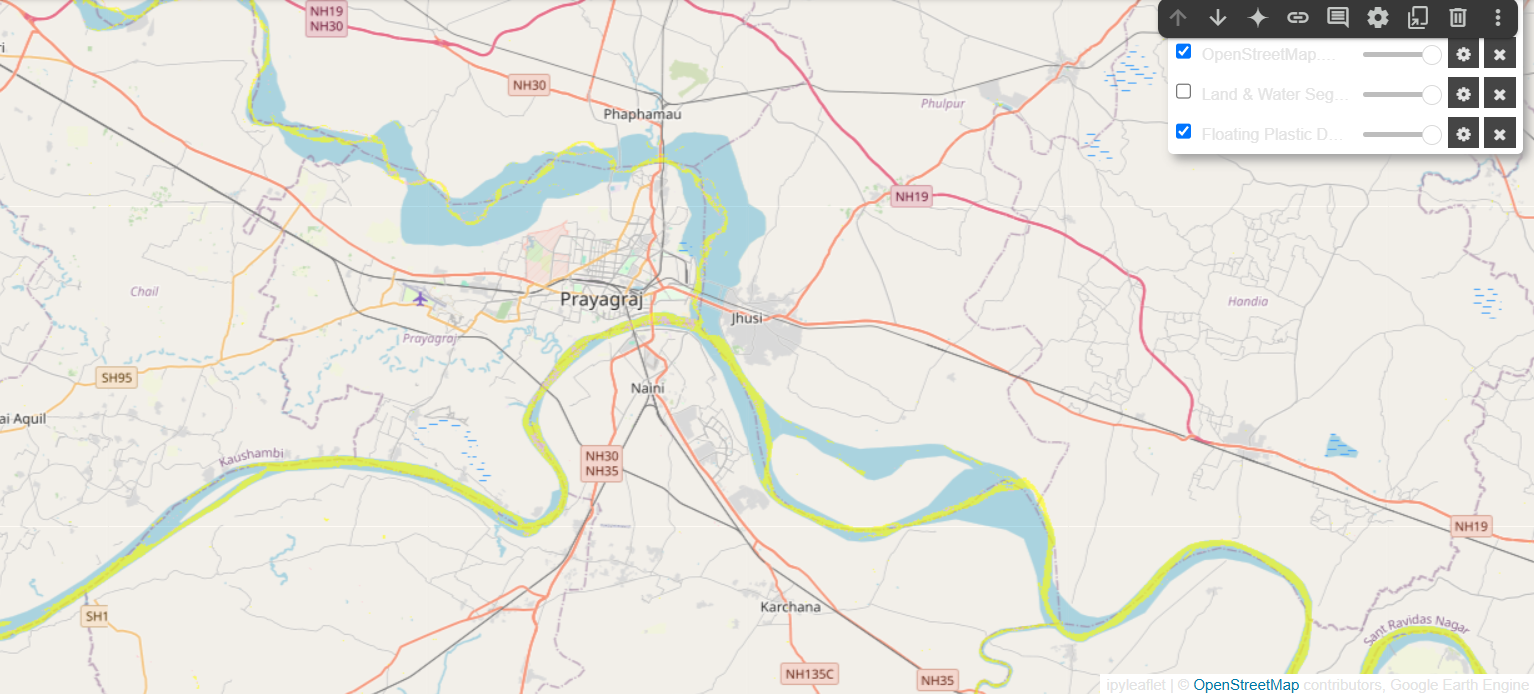 NH19
NH30
NH30
Phaphamau
Phulpur
OpenStreetMap....
Land & Water Seg...
Floating Plastic D...
NH19
Chail
Prayagraj
Handia
Jhusi
Prayagraj
SH95
Naini
ai Aquil
Kaushambi
NH30
NH35
NH19
SH1
Karchana
Sant Ravidas Nagar
NH135C
NH35
ipyleaflet | © OpenStreetMap contributors, Google Earth Engine